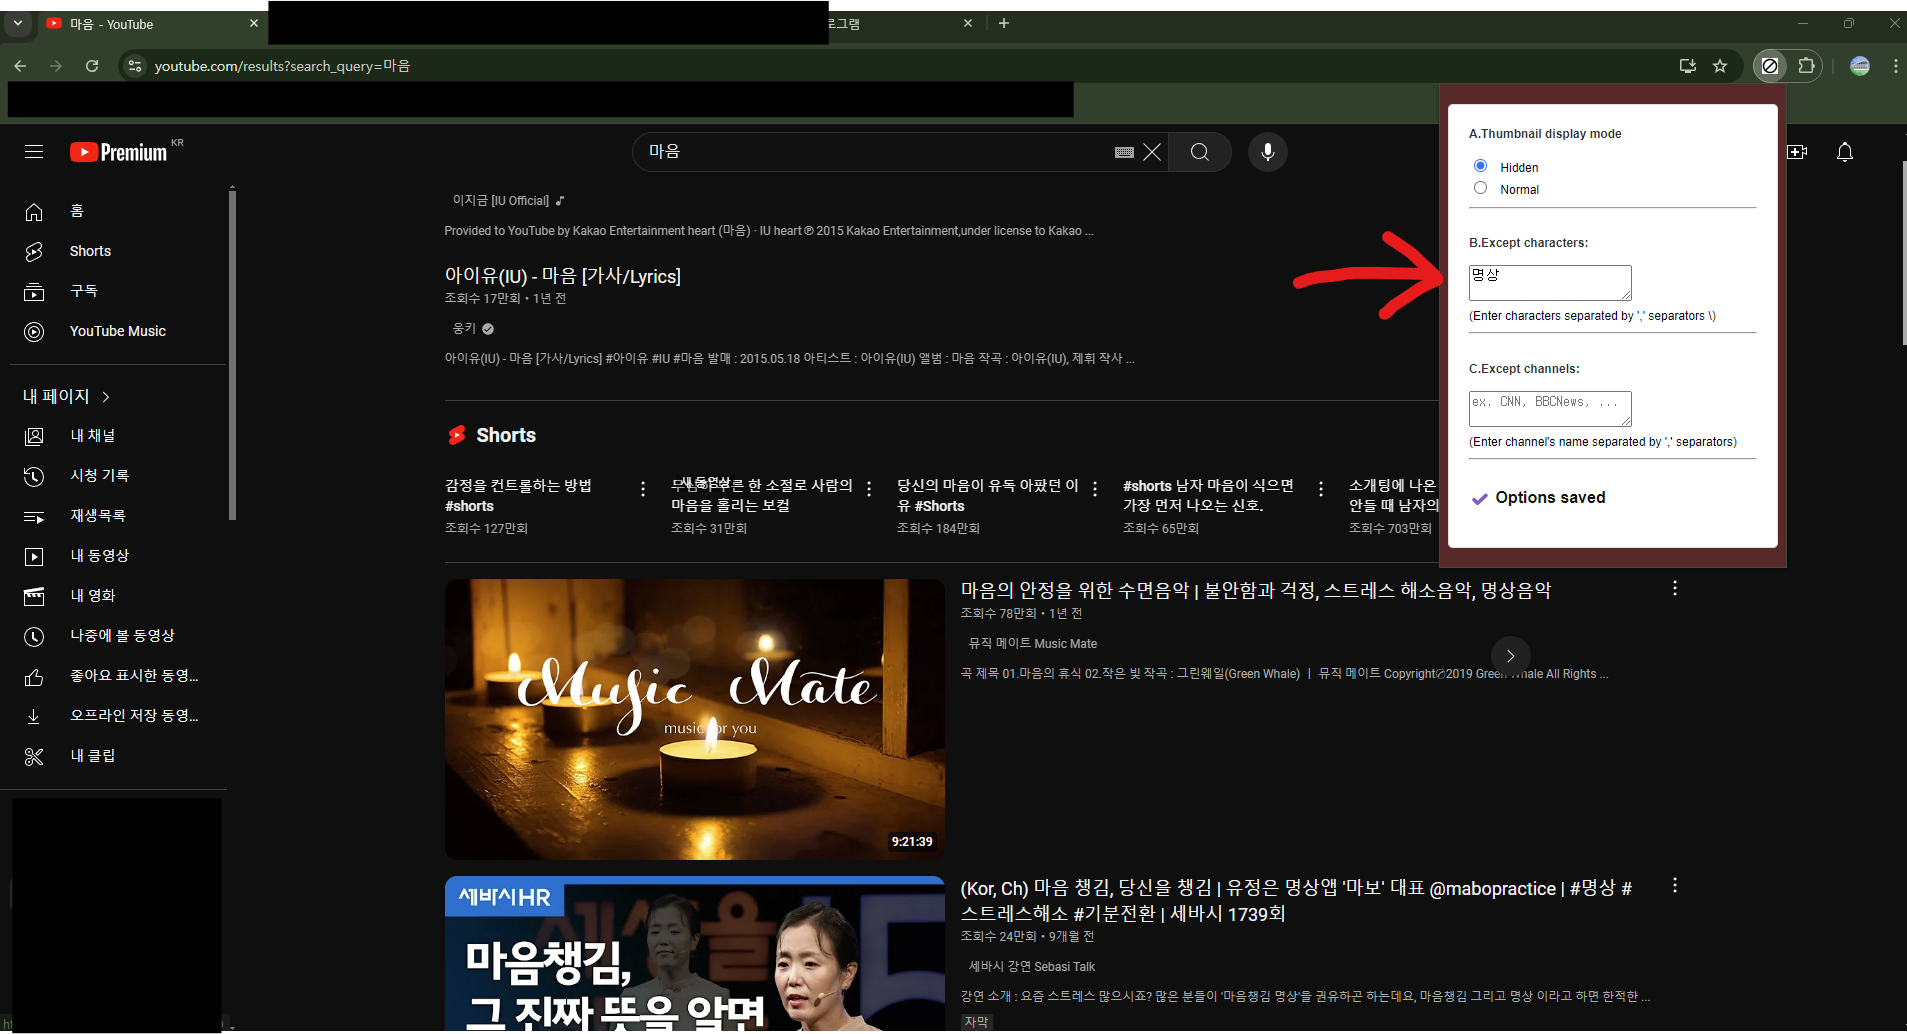 마음 - YouTube
로그램
youtube.com/results?search_query=마음
Premium KR
마음
홈
Shorts
구독
YouTube Music
내 페이지
내 채널
시청 기록
재생목록
내 동영상
내 영화
나중에 볼 동영상
좋아요 표시한 동영...
오프라인 저장 동영...
내 클립
이지금 [IU Official]
Provided to YouTube by Kakao Entertainment heart (마음) · IU heart ℗ 2015 Kakao Entertainment,under license to Kakao ...
아이유(IU) - 마음 [가사/Lyrics]
조회수 17만회 • 1년 전
웅키
아이유(IU) - 마음 [가사/Lyrics] #아이유 #IU #마음 발매 : 2015.05.18 아티스트 : 아이유(IU) 앨범 : 마음 작곡 : 아이유(IU), 제휘 작사 ...
Shorts
감정을 컨트롤하는 방법
#shorts
조회수 127만회
새 동영상
한 소절로 사람의
마음을 홀리는 보컬
조회수 31만회
당신의 마음이 유독 아팠던 이
유 #Shorts
조회수 184만회
#shorts 남자 마음이 식으면
가장 먼저 나오는 신호.
조회수 65만회
소개팅에 나온
안들 때 남자의
조회수 703만회
Music Mate
music for you
9:21:39
마음의 안정을 위한 수면음악 | 불안함과 걱정, 스트레스 해소음악, 명상음악
조회수 78만회 • 1년 전
뮤직 메이트 Music Mate
곡 제목 01.마음의 휴식 02.작은 빛 작곡 : 그린웨일(Green Whale) ㅣ 뮤직 메이트 Copyright⊘2019 Green Whale All Rights ...
세바시HR
마음챙김,
그 진짜 뜻을 알면
(Kor, Ch) 마음 챙김, 당신을 챙김 | 유정은 명상앱 '마보' 대표 @mabopractice | #명상 #
스트레스해소 #기분전환 | 세바시 1739회
조회수 24만회 • 9개월 전
세바시 강연 Sebasi Talk
강연 소개 : 요즘 스트레스 많으시죠? 많은 분들이 '마음챙김 명상'을 권유하곤 하는데요, 마음챙김 그리고 명상 이라고 하면 한적한 ...
자막
A.Thumbnail display mode
Hidden
Normal
B.Except characters:
명상
(Enter characters separated by ',' separators \)
C.Except channels:
ex. CNN, BBCNews, ...
(Enter channel's name separated by ',' separators)
Options saved